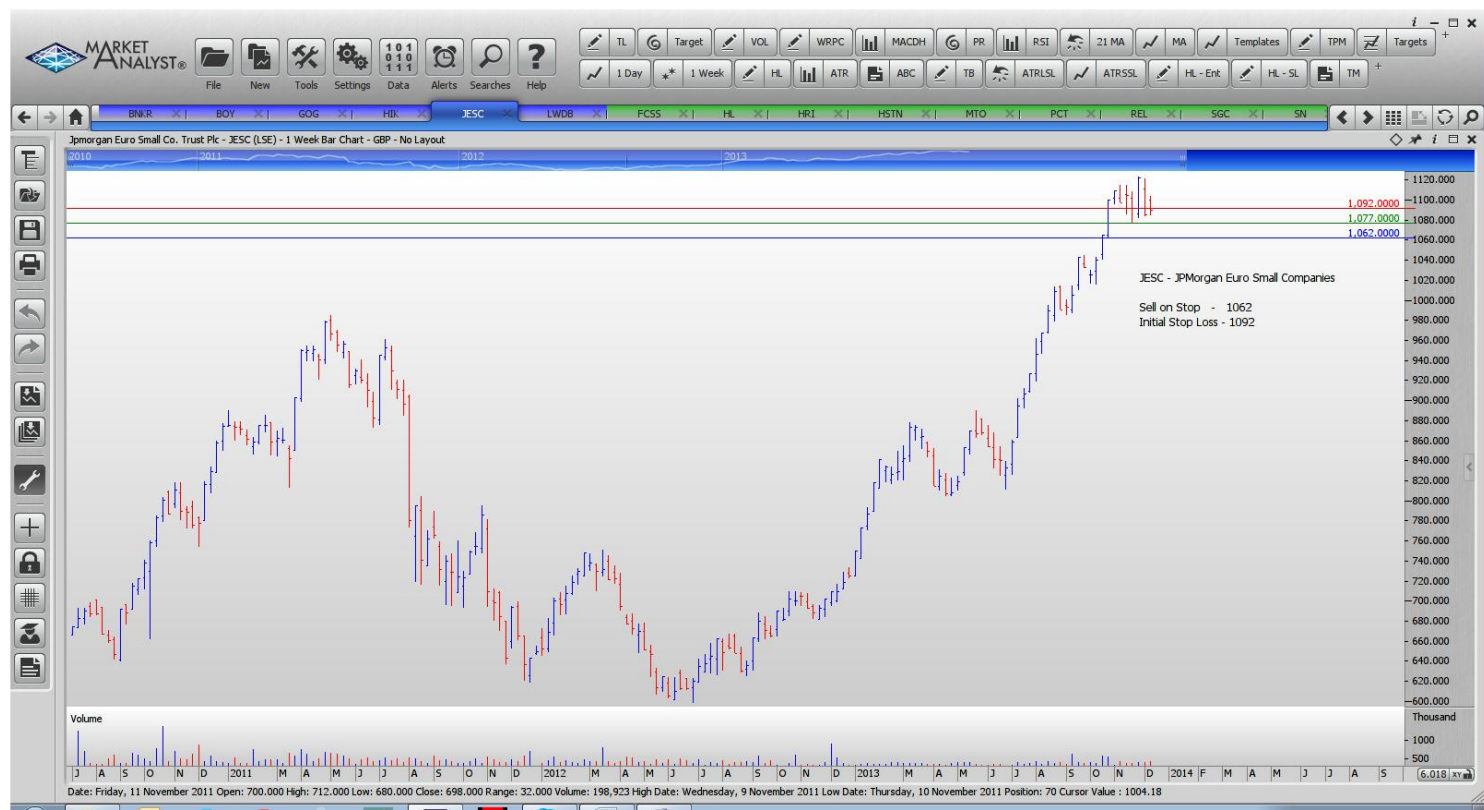 i
MARKET
ANALYST®
101
010
111
File New Tools Settings Data Alerts Searches Help
TL Target VOL WRPC MACDH PR RSI 21 MA MA Templates TPM Targets +
1 Day 1 Week HL ATR ABC TB ATRLSL ATRSSL HL - Ent HL - SL TM +
BNKR BOY GOG HIK JESC LWDB FCSS HL HRI HSTN MTO PCT REL SGC SN
Jpmorgan Euro Small Co. Trust Plc - JESC (LSE) - 1 Week Bar Chart - GBP - No Layout
i
2010 2011 2012 2013
1120.000
1,092.0000
1100.000
1,077.0000
1080.000
1,062.0000
1060.000
1040.000
JESC - JPMorgan Euro Small Companies
1020.000
Sell on Stop - 1062
1000.000
Initial Stop Loss - 1092
980.000
960.000
940.000
920.000
900.000
880.000
860.000
840.000
820.000
800.000
780.000
760.000
740.000
720.000
700.000
680.000
660.000
640.000
620.000
600.000
Volume
Thousand
1000
500
J A S O N D 2011 M A M J J A S O N D 2012 M A M J J A S O N D 2013 M A M J J A S O N D 2014 F M A M J J A S
6.018 XY
Date: Friday, 11 November 2011 Open: 700.000 High: 712.000 Low: 680.000 Close: 698.000 Range: 32.000 Volume: 198,923 High Date: Wednesday, 9 November 2011 Low Date: Thursday, 10 November 2011 Position: 70 Cursor Value : 1004.18